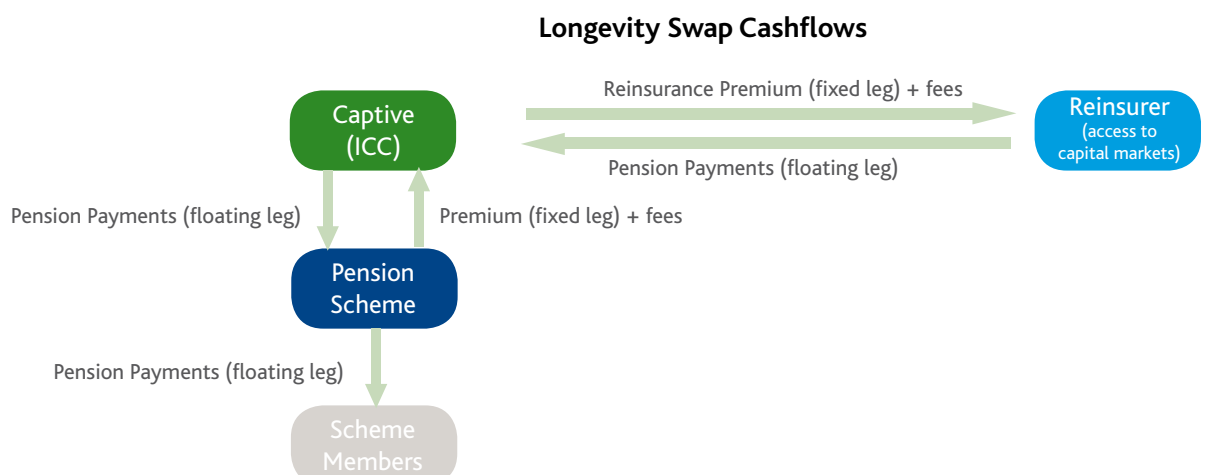 Longevity Swap Cashflows
Reinsurance Premium (fixed leg) + fees
Captive
(ICC)
Reinsurer
(access to
capital markets)
Pension Payments (floating leg)
Pension Payments (floating leg)
Premium (fixed leg) + fees
Pension
Scheme
Pension Payments (floating leg)
Scheme
Members